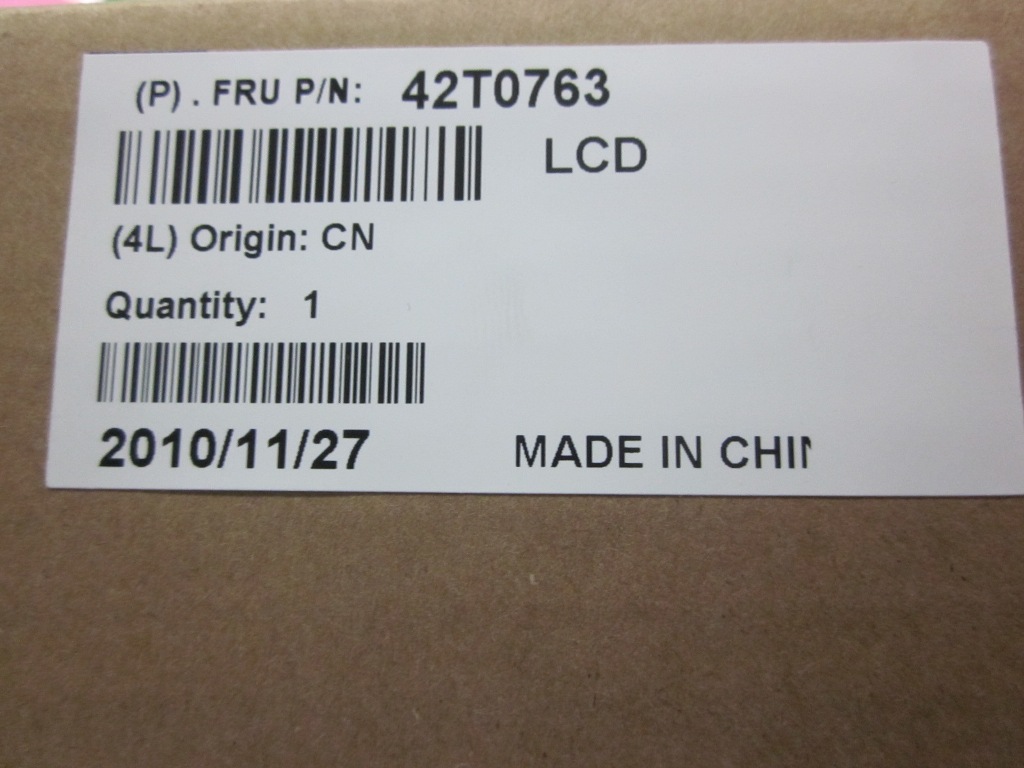 (P) . FRU P/N: 42T0763
LCD
(4L) Origin: CN
Quantity: 1
2010/11/27 MADE IN CHIN